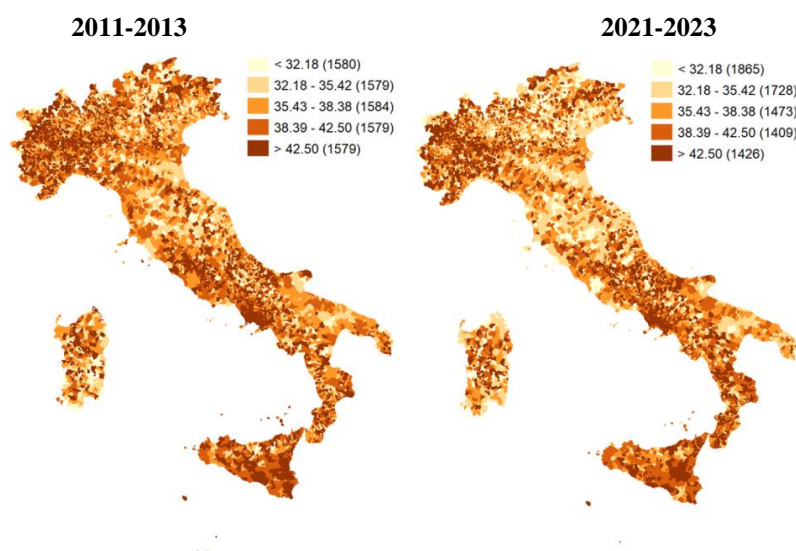 2011-2013
2021-2023
< 32.18 (1580)
32.18 - 35.42 (1579)
35.43 - 38.38 (1584)
38.39 - 42.50 (1579)
> 42.50 (1579)
< 32.18 (1865)
32.18 - 35.42 (1728)
35.43 - 38.38 (1473)
38.39 - 42.50 (1409)
> 42.50 (1426)